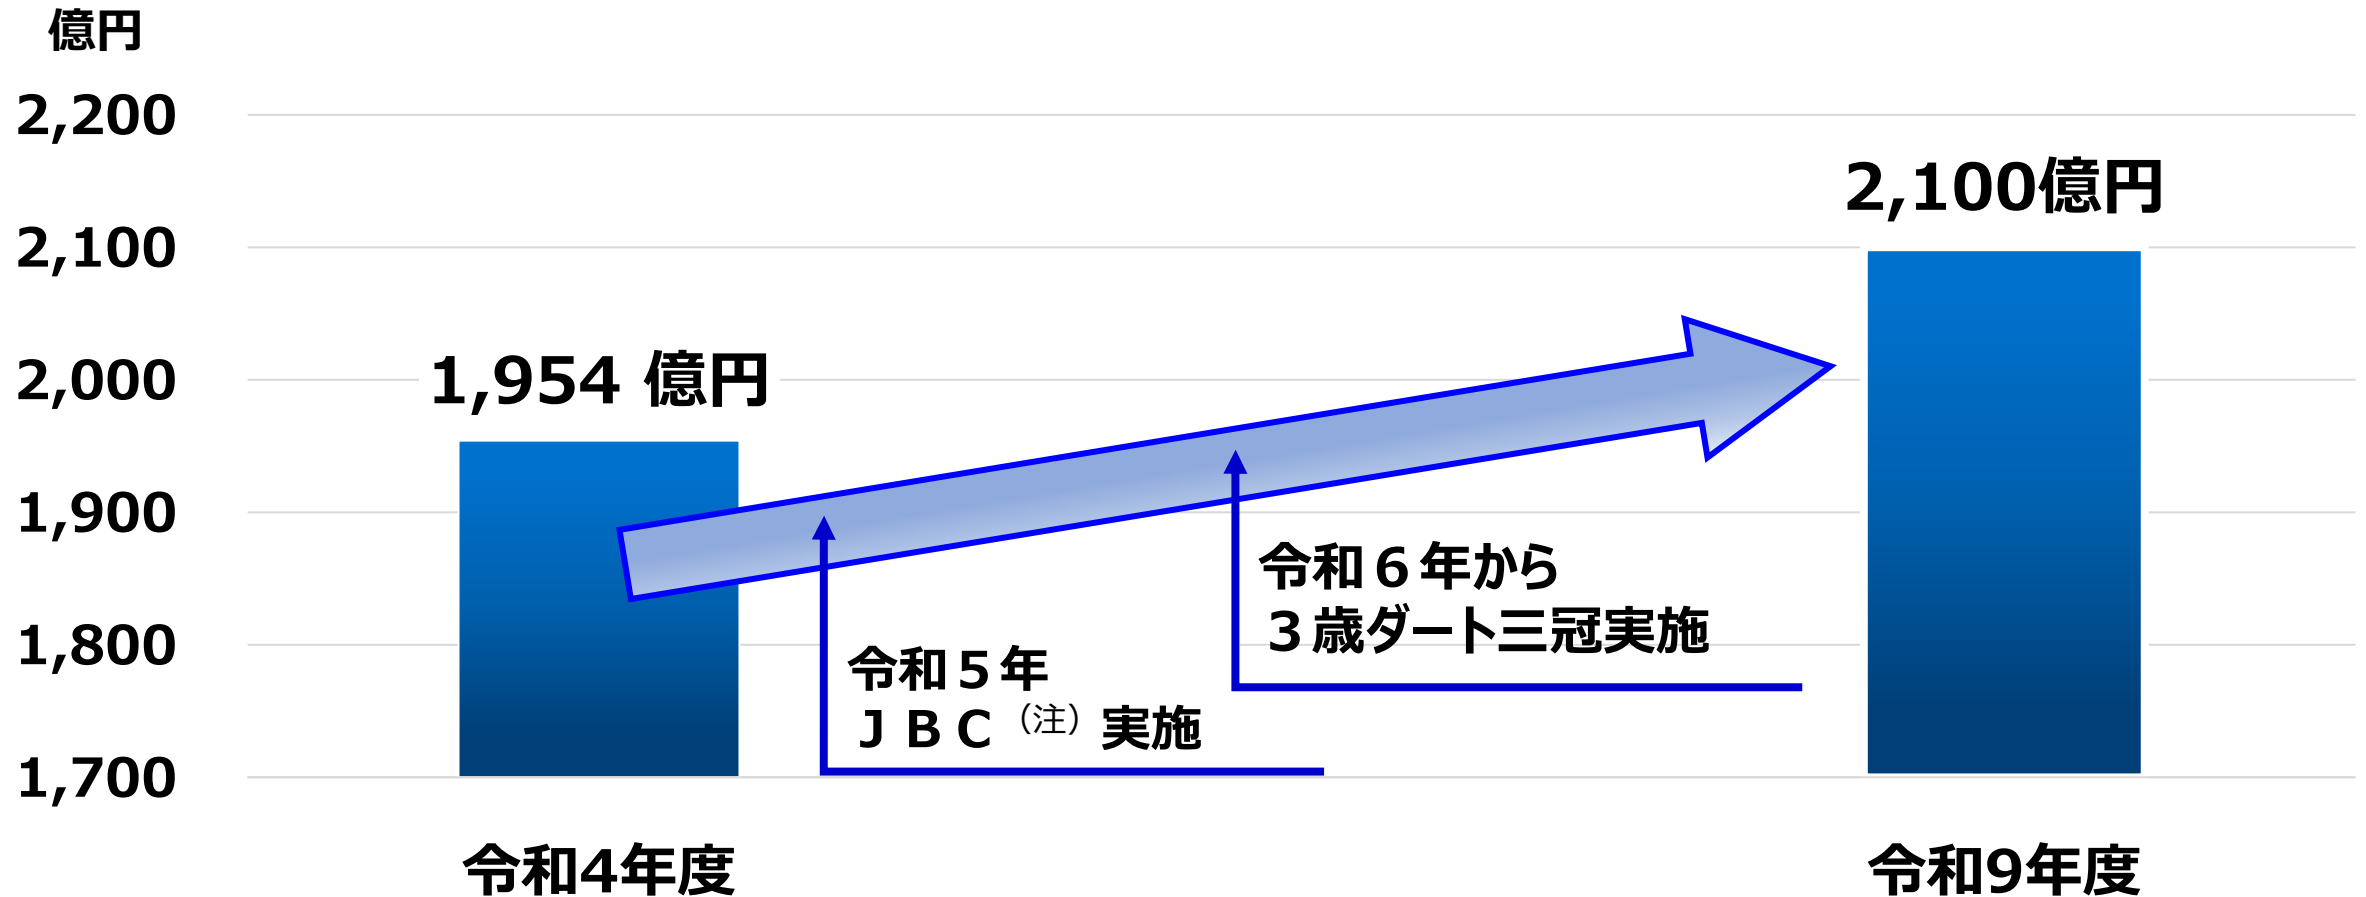 億円
2,200
2,100
2,000
1,900
1,800
1,700
1,954 億円
2,100億円
令和５年
ＪＢＣ（注）実施
令和６年から
３歳ダート三冠実施
令和4年度
令和9年度